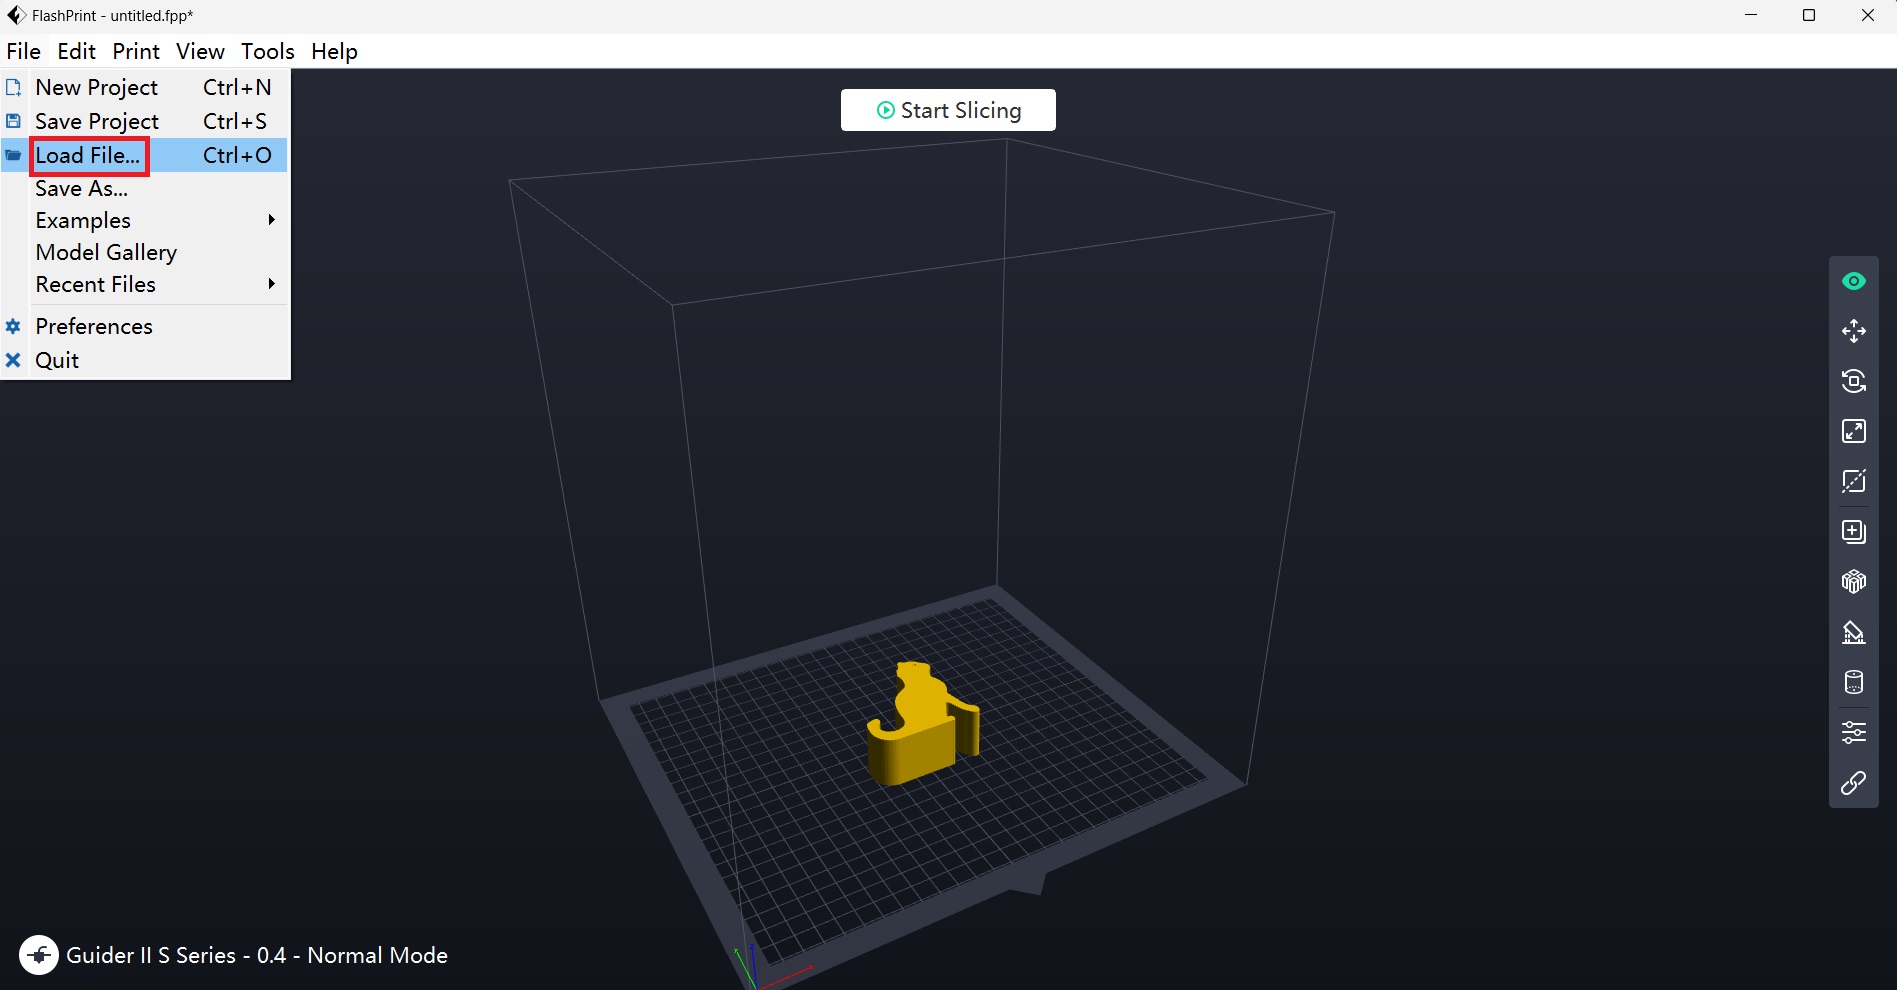 FlashPrint - untitled.fpp*
File Edit Print View Tools Help
New Project Ctrl+N
Save Project Ctrl+S
Load File... Ctrl+O
Save As...
Examples
Model Gallery
Recent Files
Preferences
Quit
Start Slicing
Guider II S Series - 0.4 - Normal Mode